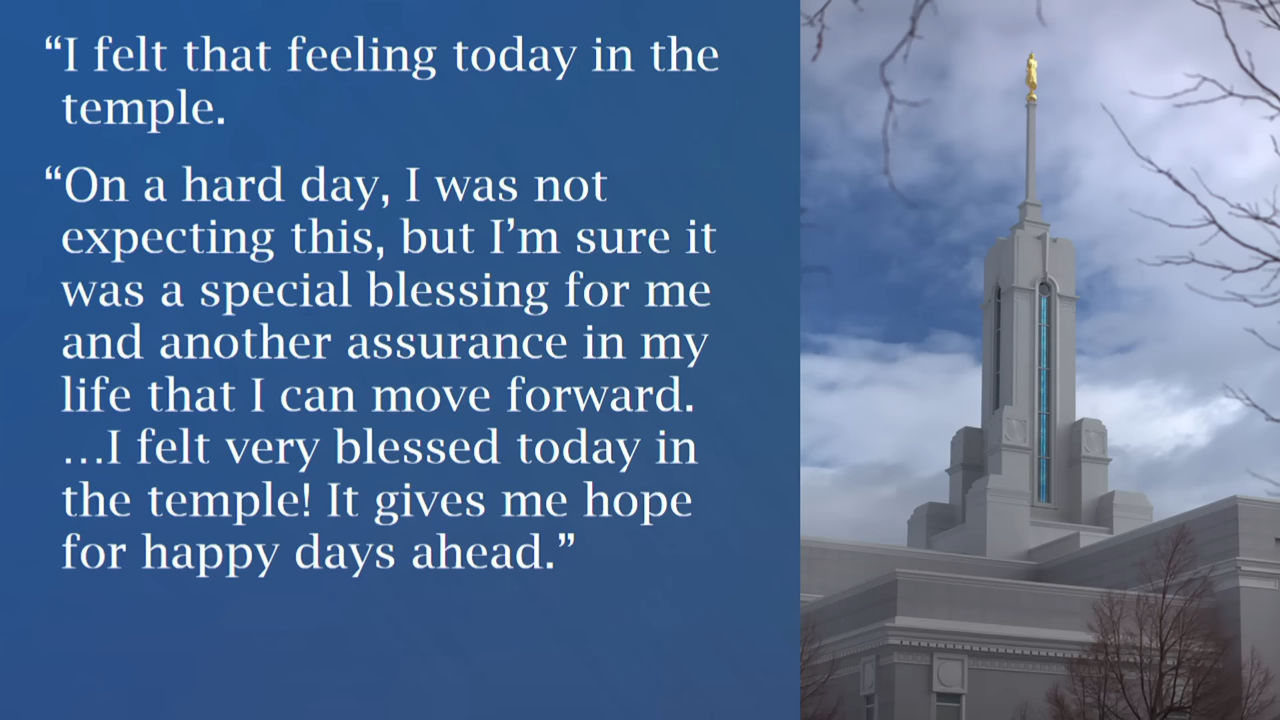 “I felt that feeling today in the
temple.
“On a hard day, I was not
expecting this, but I’m sure it
was a special blessing for me
and another assurance in my
life that I can move forward.
…I felt very blessed today in
the temple! It gives me hope
for happy days ahead.”